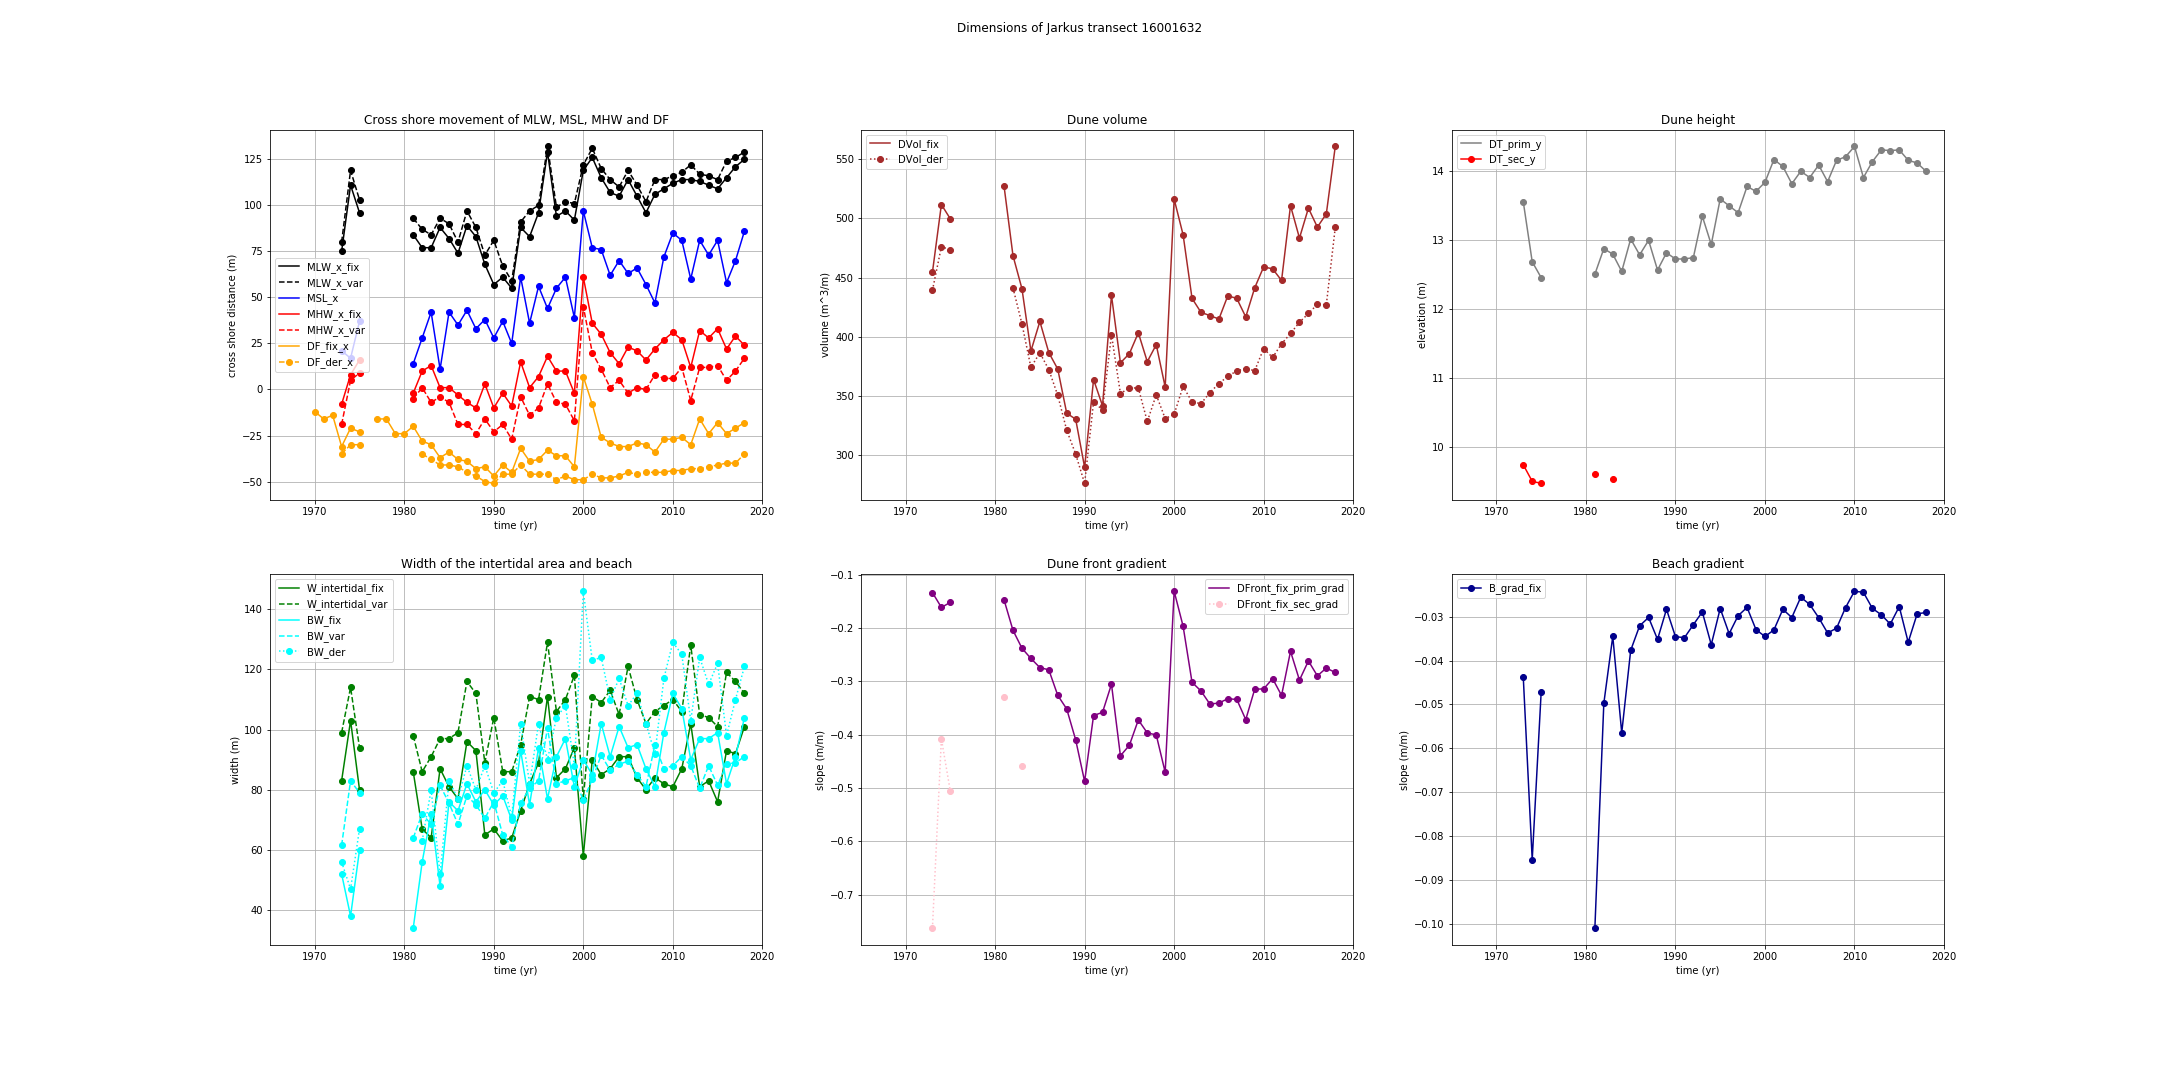 Dimensions of Jarkus transect 16001632
Cross shore movement of MLW, MSL, MHW and DF
cross shore distance (m)
125
100
75
50
25
0
−25
−50
MLW_x_fix
MLW_x_var
MSL_x
MHW_x_fix
MHW_x_var
DF_fix_x
DF_der_x
1970 1980 1990 2000 2010 2020
time (yr)
Dune volume
volume (m^3/m)
550
500
450
400
350
300
DVol_fix
DVol_der
1970 1980 1990 2000 2010 2020
time (yr)
Dune height
elevation (m)
14
13
12
11
10
DT_prim_y
DT_sec_y
1970 1980 1990 2000 2010 2020
time (yr)
Width of the intertidal area and beach
width (m)
140
120
100
80
60
40
W_intertidal_fix
W_intertidal_var
BW_fix
BW_var
BW_der
1970 1980 1990 2000 2010 2020
time (yr)
Dune front gradient
slope (m/m)
−0.1
−0.2
−0.3
−0.4
−0.5
−0.6
−0.7
DFront_fix_prim_grad
DFront_fix_sec_grad
1970 1980 1990 2000 2010 2020
time (yr)
Beach gradient
slope (m/m)
−0.03
−0.04
−0.05
−0.06
−0.07
−0.08
−0.09
−0.10
B_grad_fix
1970 1980 1990 2000 2010 2020
time (yr)